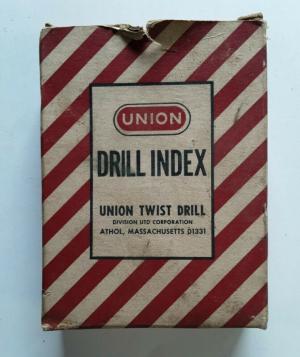 UNION
DRILL INDEX
UNION TWIST DRILL
DIVISION UTD CORPORATION
ATHOL, MASSACHUSETTS 01331